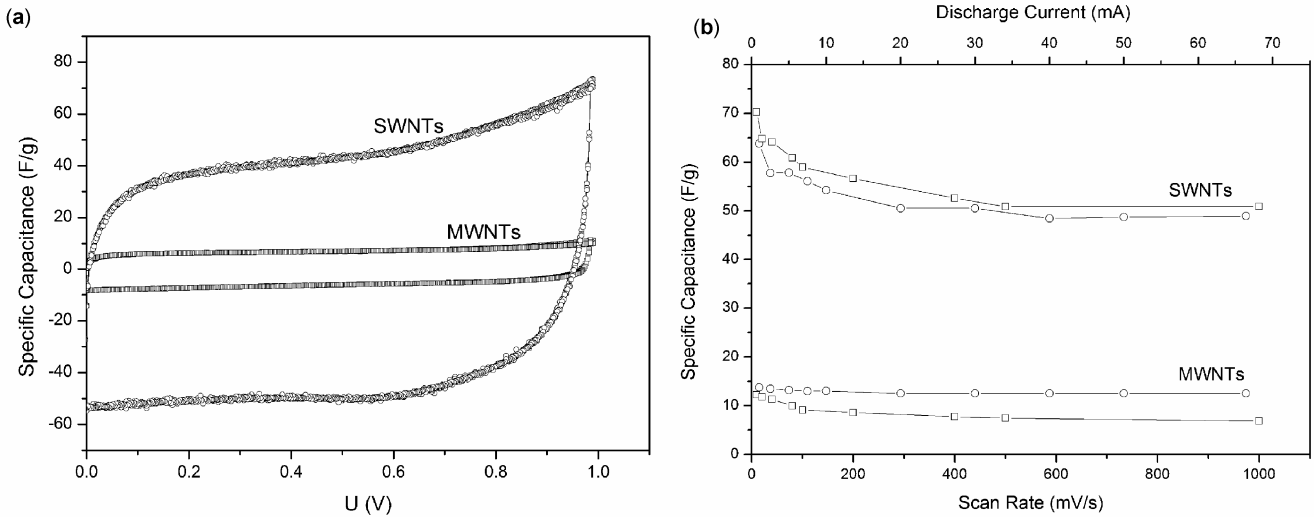 (a)
80
60
40
20
0
-20
-40
-60
Specific Capacitance (F/g)
SWNTs
MWNTs
0.0 0.2 0.4 0.6 0.8 1.0
U (V)
(b)
Discharge Current (mA)
0 10 20 30 40 50 60 70
80
70
60
50
40
30
20
10
0
Specific Capacitance (F/g)
SWNTs
MWNTs
0 200 400 600 800 1000
Scan Rate (mV/s)